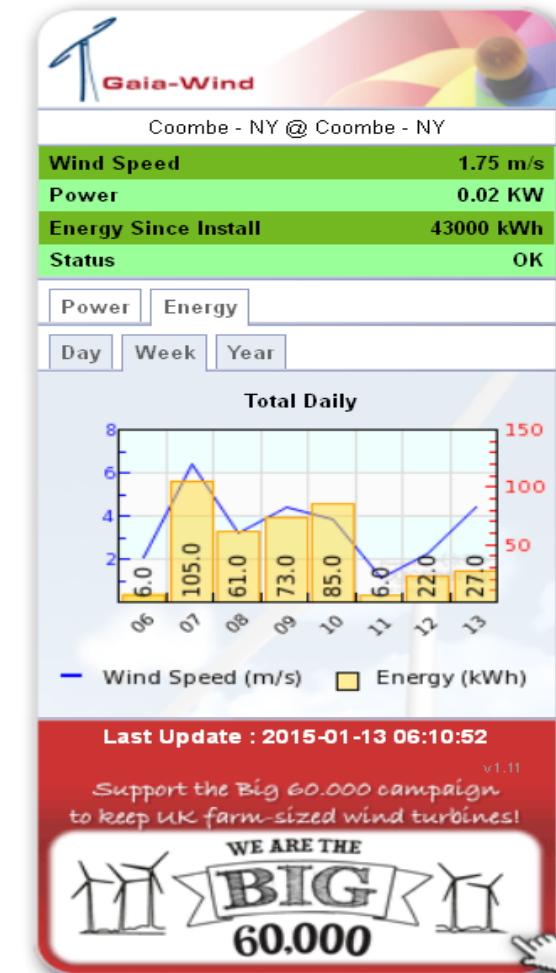 Gaia-Wind
Coombe - NY @ Coombe - NY
Wind Speed 1.75 m/s
Power 0.02 KW
Energy Since Install 43000 kWh
Status OK
Power Energy
Day Week Year
Total Daily
8 150
6 100
4 50
2
6.0 105.0 61.0 73.0 85.0 6.0 22.0 27.0
06 07 08 09 10 11 12 13
Wind Speed (m/s) Energy (kWh)
Last Update : 2015-01-13 06:10:52
v1.11
Support the Big 60.000 campaign
to keep UK farm-sized wind turbines!
WE ARE THE
BIG
60.000